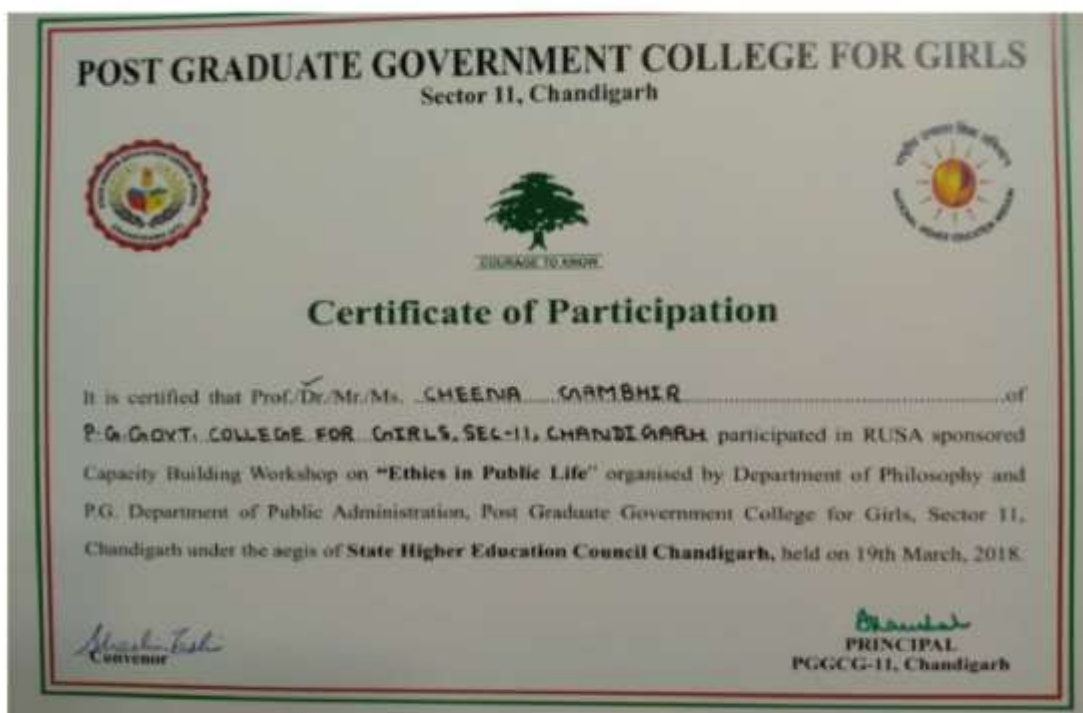 POST GRADUATE GOVERNMENT COLLEGE FOR GIRLS
Sector 11, Chandigarh
COURAGE TO KNOW
Certificate of Participation
It is certified that Prof./Dr./Mr./Ms. CHEENA GAMBHIR of
P.G. GOVT. COLLEGE FOR GIRLS, SEC-11, CHANDIGARH participated in RUSA sponsored
Capacity Building Workshop on "Ethics in Public Life" organised by Department of Philosophy and
P.G. Department of Public Administration, Post Graduate Government College for Girls, Sector 11,
Chandigarh under the aegis of State Higher Education Council Chandigarh, held on 19th March, 2018.
Convenor
PRINCIPAL
PGGCG-11, Chandigarh